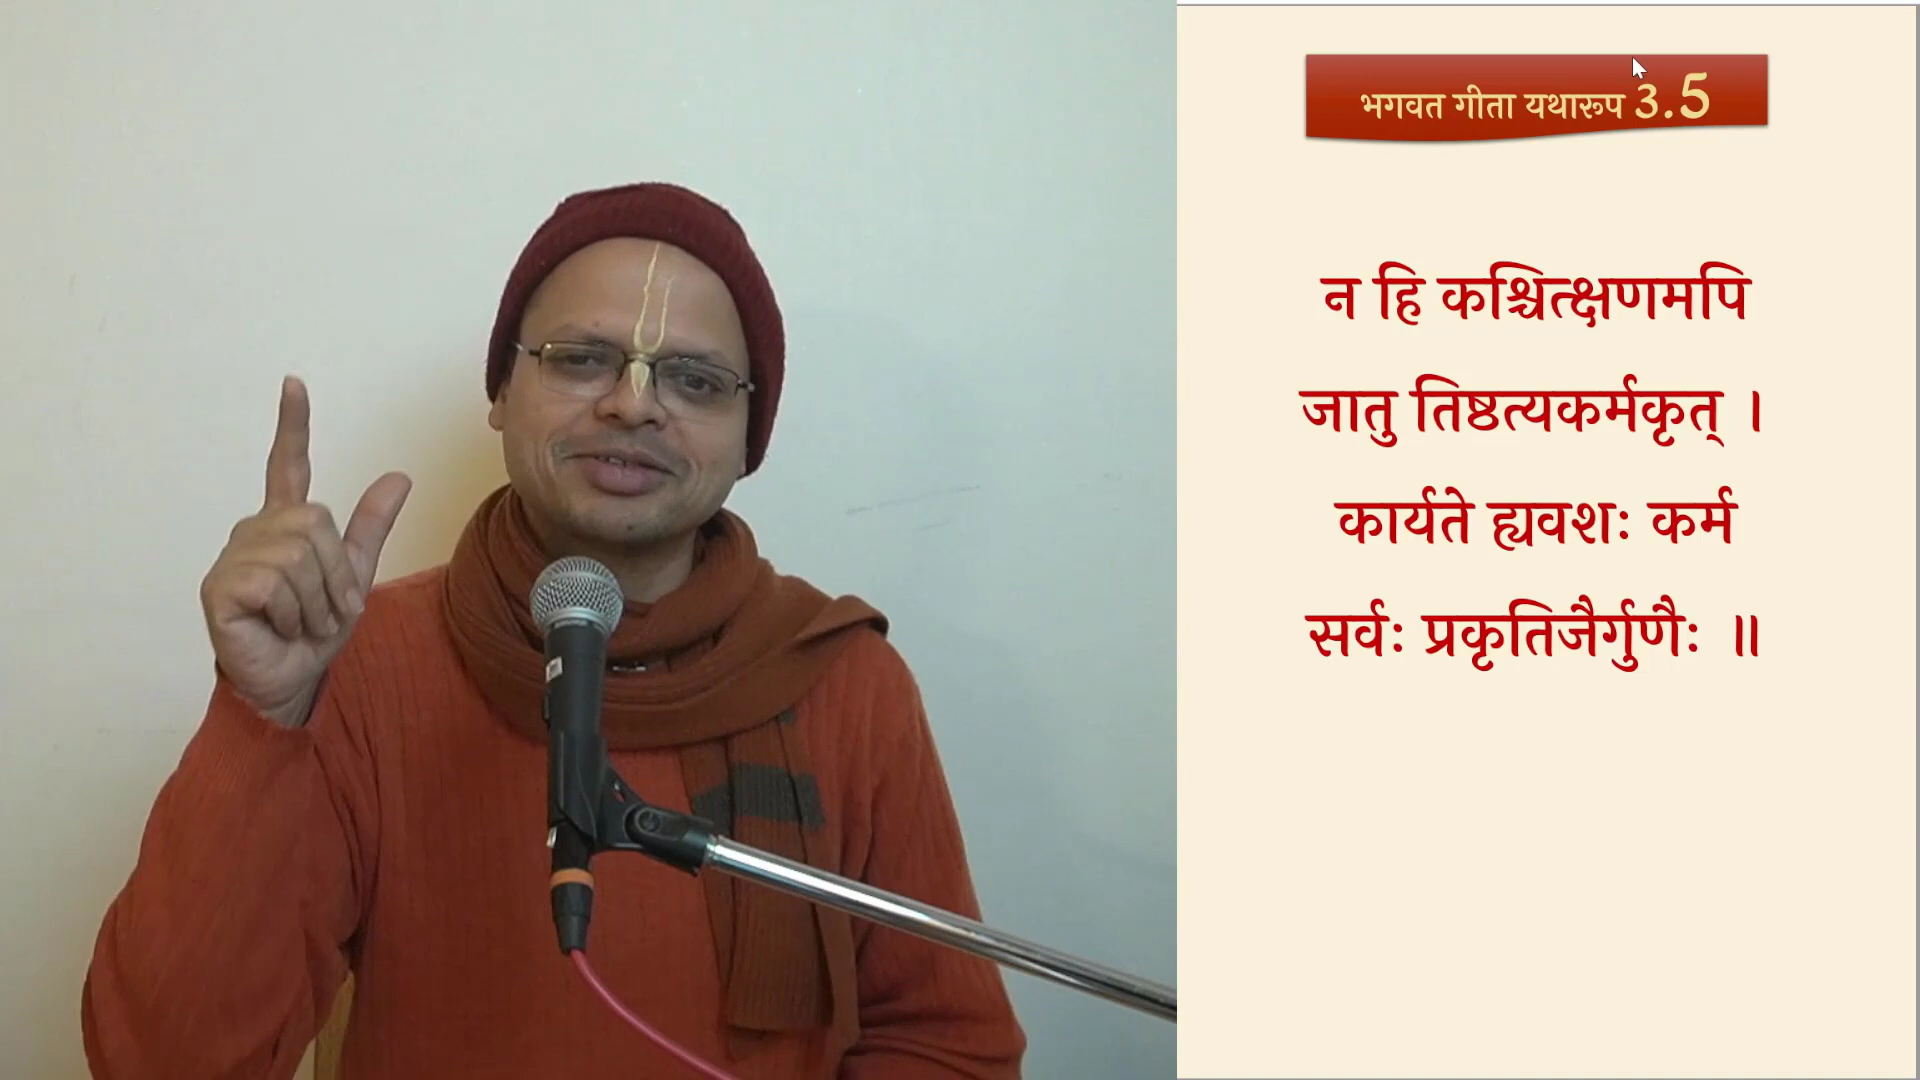 भगवत गीता यथारूप 3.5
न हि कश्चित्क्षणमपि
जातु तिष्ठत्यकर्मकृत् ।
कार्यते ह्यवशः कर्म
सर्वः प्रकृतिजैर्गुणैः ॥